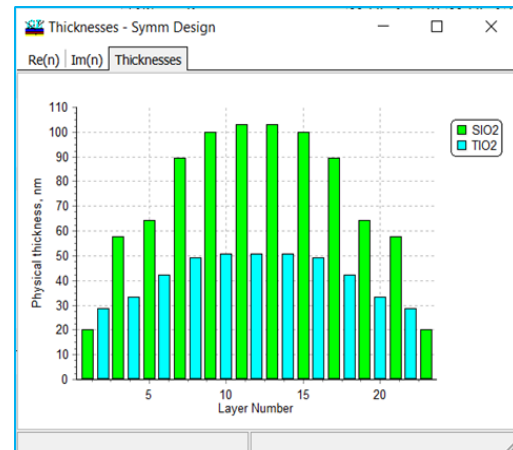 Thicknesses - Symm Design
Re(n) Im(n) Thicknesses
110
100
90
80
70
60
50
40
30
20
10
0
Physical thickness, nm
5 10 15 20
Layer Number
SIO2
TIO2